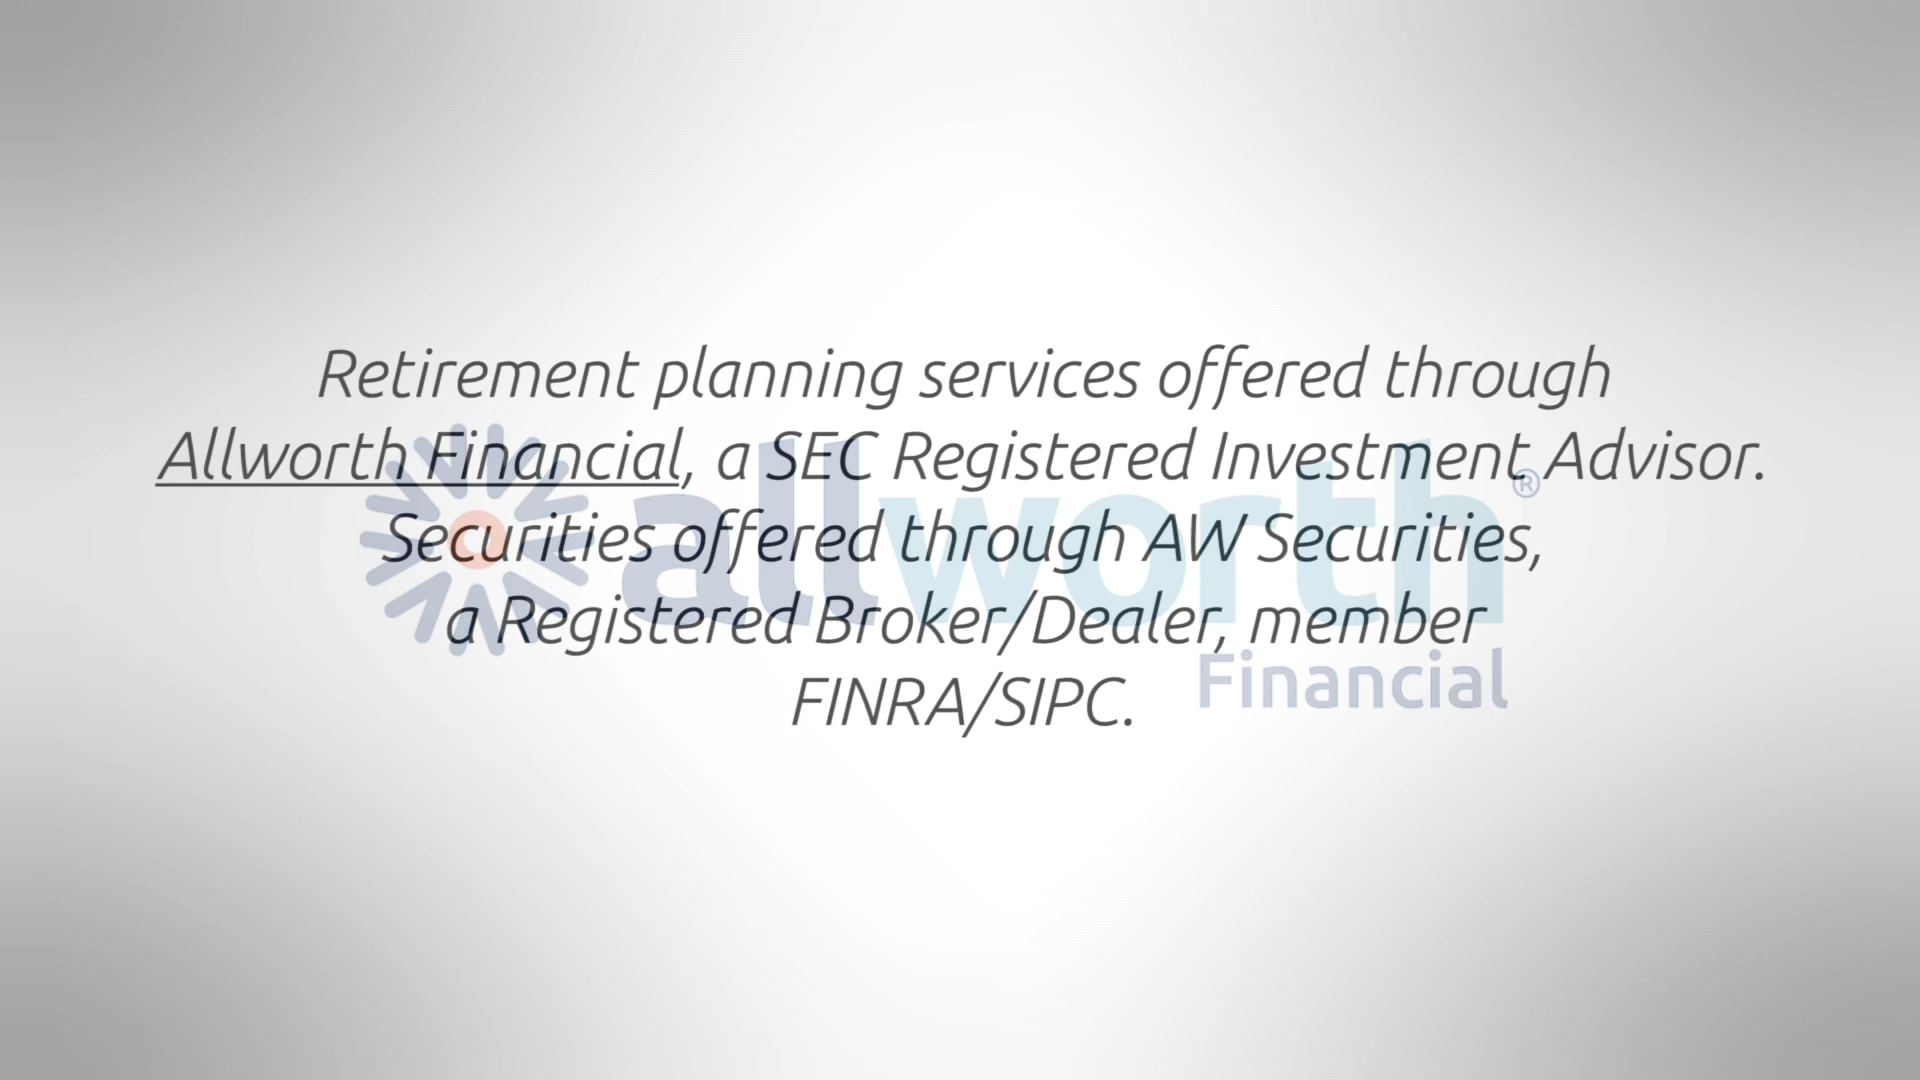 Retirement planning services offered through
Allworth Financial, a SEC Registered Investment Advisor.
Securities offered through AW Securities,
a Registered Broker/Dealer, member
FINRA/SIPC.
allworth®
Financial